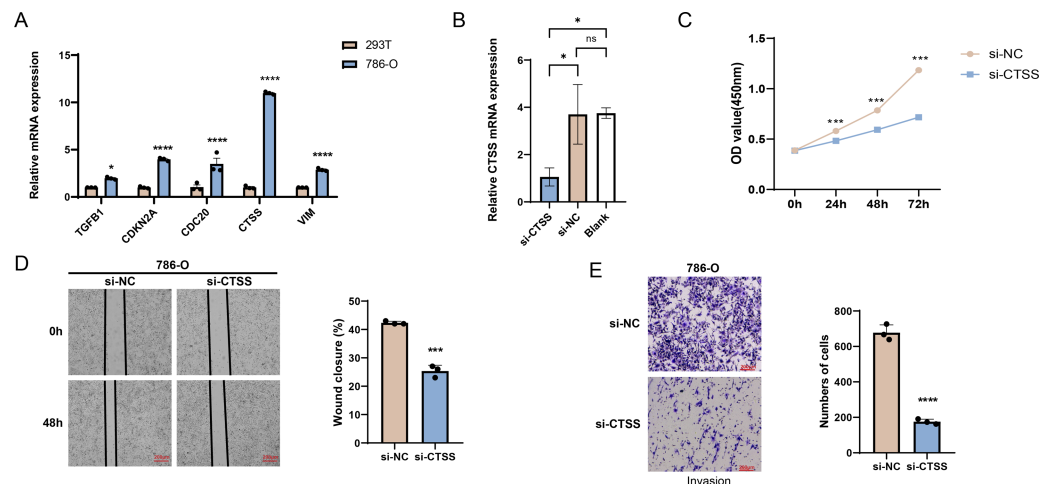 A
Relative mRNA expression
15
10
5
0
*
****
****
****
****
TGFB1
CDKN2A
CDC20
CTSS
VIM
293T
786-O
B
Relative CTSS mRNA expression
6
4
2
0
*
*
ns
si-CTSS
si-NC
Blank
C
OD value(450nm)
1.5
1.0
0.5
0.0
***
***
***
0h
24h
48h
72h
si-NC
si-CTSS
D
786-O
si-NC
si-CTSS
0h
48h
200μm
200μm
Wound closure (%)
50
40
30
20
10
0
***
si-NC
si-CTSS
E
786-O
si-NC
si-CTSS
Invasion
Numbers of cells
800
600
400
200
0
****
si-NC
si-CTSS